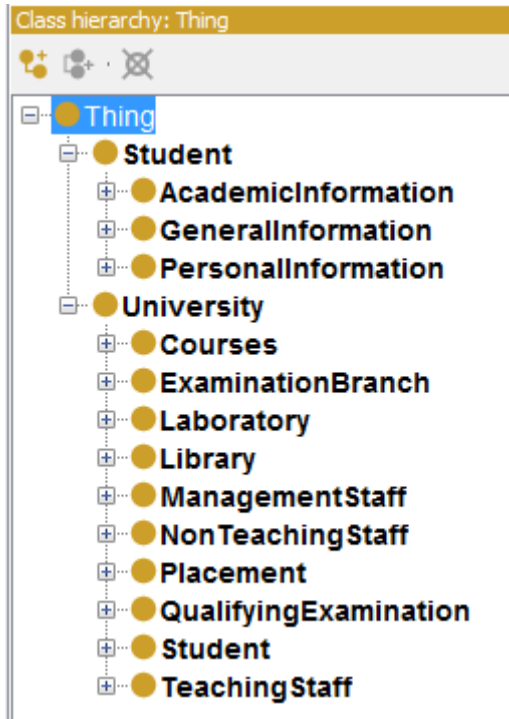 Class hierarchy: Thing
Thing
Student
AcademicInformation
GeneralInformation
PersonalInformation
University
Courses
ExaminationBranch
Laboratory
Library
ManagementStaff
NonTeachingStaff
Placement
QualifyingExamination
Student
TeachingStaff